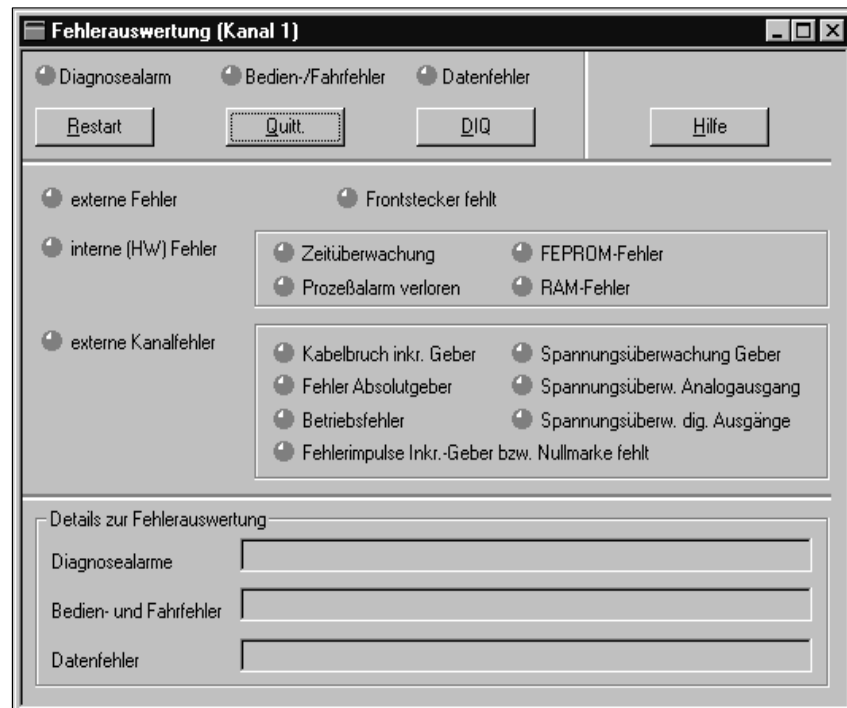 Fehlerauswertung (Kanal 1)
Diagnosealarm Bedien-/Fahrfehler Datenfehler
Restart Quitt. DIQ Hilfe
externe Fehler Frontstecker fehlt
interne (HW) Fehler Zeitüberwachung FEPROM-Fehler
Prozeßalarm verloren RAM-Fehler
externe Kanalfehler
Kabelbruch inkr. Geber Spannungsüberwachung Geber
Fehler Absolutgeber Spannungsüberw. Analogausgang
Betriebsfehler Spannungsüberw. dig. Ausgänge
Fehlerimpulse Inkr.-Geber bzw. Nullmarke fehlt
Details zur Fehlerauswertung
Diagnosealarme
Bedien- und Fahrfehler
Datenfehler